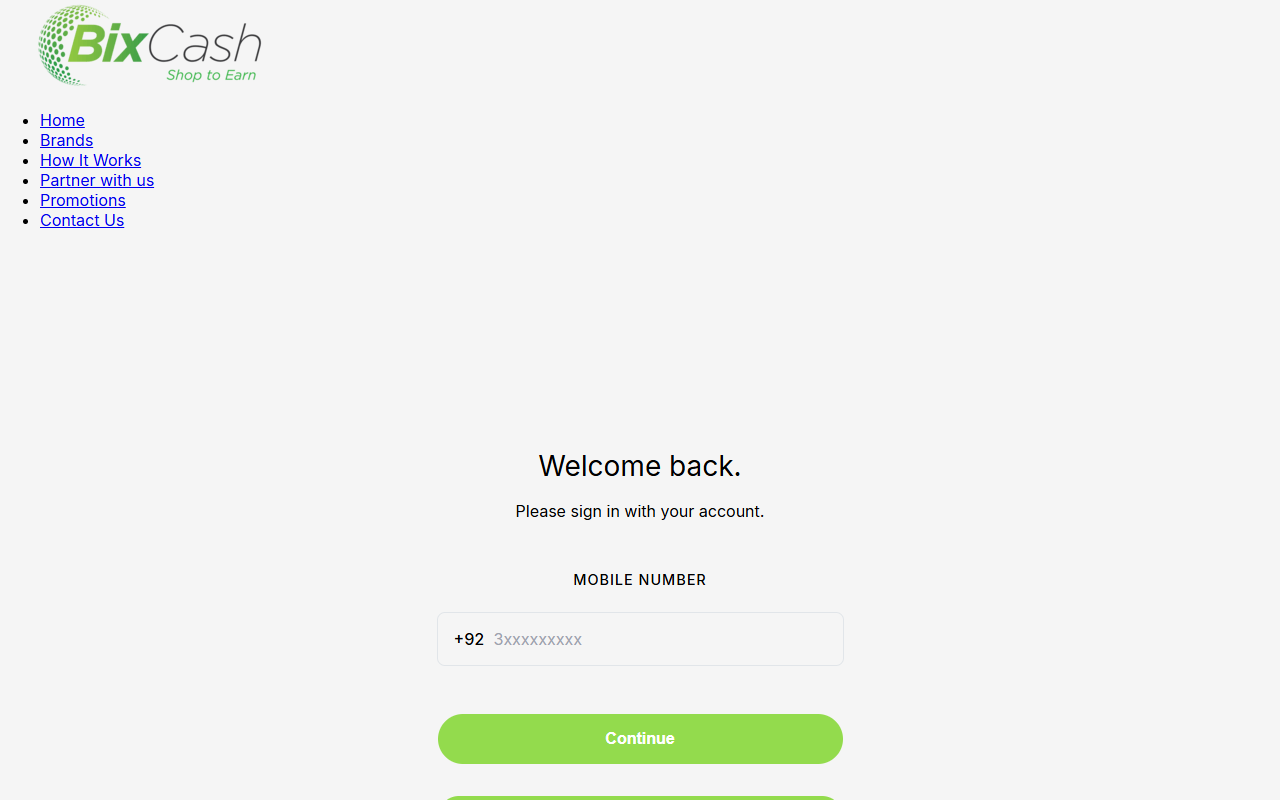 BixCash
Shop to Earn
Home
Brands
How It Works
Partner with us
Promotions
Contact Us
Welcome back.
Please sign in with your account.
MOBILE NUMBER
+92 3xxxxxxxxx
Continue